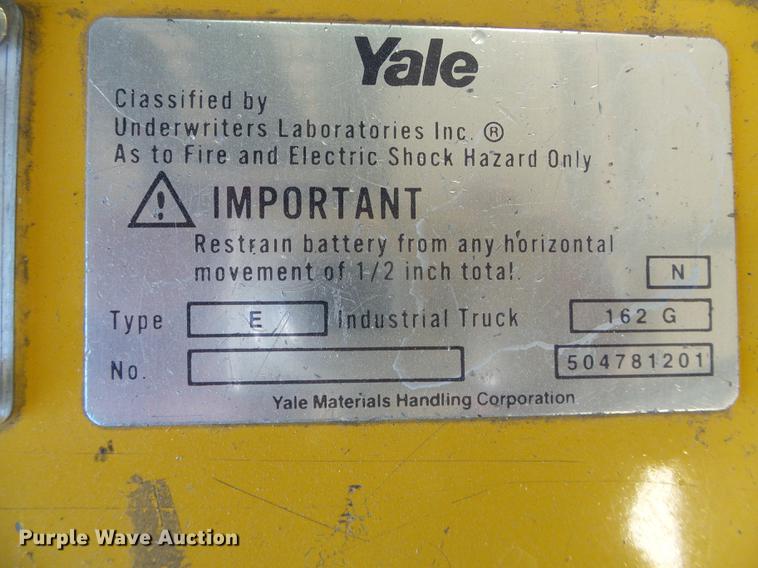 Yale
Classified by
Underwriters Laboratories Inc. ®
As to Fire and Electric Shock Hazard Only
IMPORTANT
Restrain battery from any horizontal
movement of 1/2 inch total.
N
Type E Industrial Truck 162 G
No. 504781201
Yale Materials Handling Corporation
Purple Wave Auction